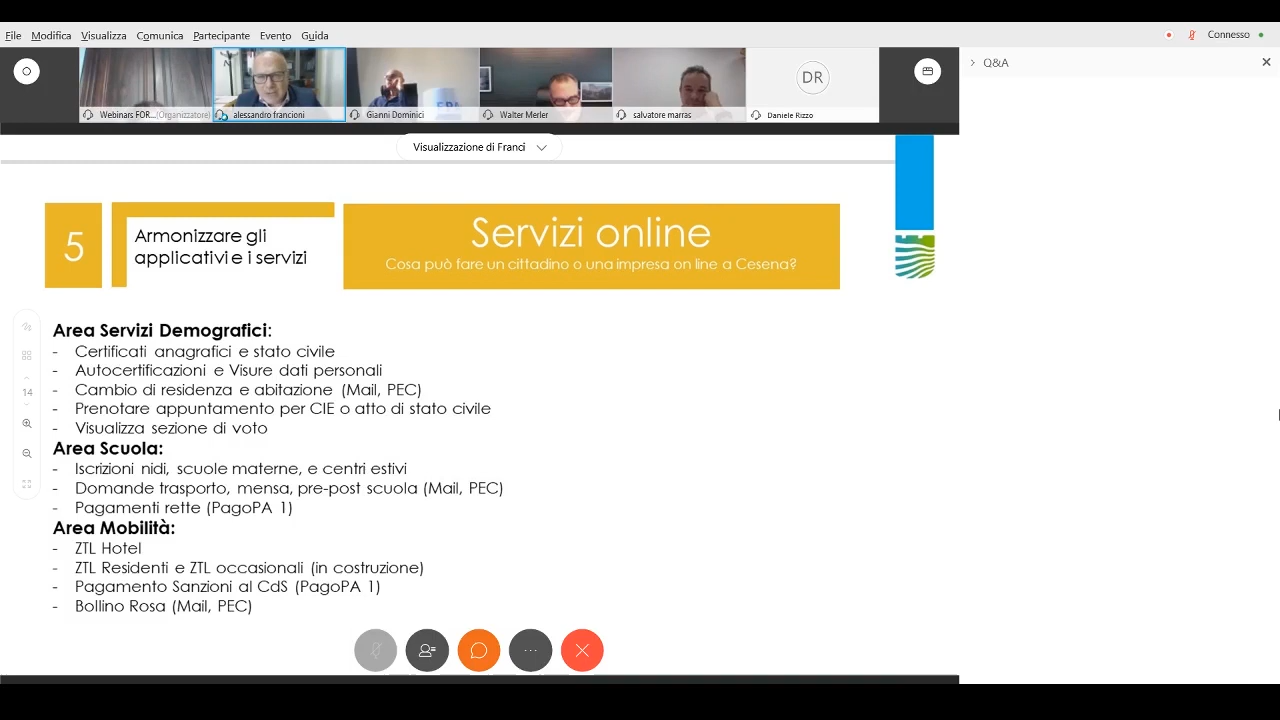 File Modifica Visualizza Comunica Partecipante Evento Guida
Connesso
Q&A
DR
Webinars FOR... (Organizzatore)
alessandro francioni
Gianni Dominici
Walter Merler
salvatore marras
Daniele Rizzo
Visualizzazione di Franci
5
Armonizzare gli
applicativi e i servizi
Servizi online
Cosa può fare un cittadino o una impresa on line a Cesena?
Area Servizi Demografici:
- Certificati anagrafici e stato civile
- Autocertificazioni e Visure dati personali
- Cambio di residenza e abitazione (Mail, PEC)
- Prenotare appuntamento per CIE o atto di stato civile
- Visualizza sezione di voto
Area Scuola:
- Iscrizioni nidi, scuole materne, e centri estivi
- Domande trasporto, mensa, pre-post scuola (Mail, PEC)
- Pagamenti rette (PagoPA 1)
Area Mobilità:
- ZTL Hotel
- ZTL Residenti e ZTL occasionali (in costruzione)
- Pagamento Sanzioni al CdS (PagoPA 1)
- Bollino Rosa (Mail, PEC)
14